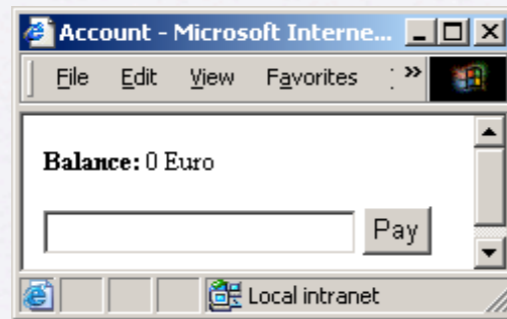 Account - Microsoft Interne...
File Edit View Favorites »
Balance: 0 Euro
Pay
Local intranet